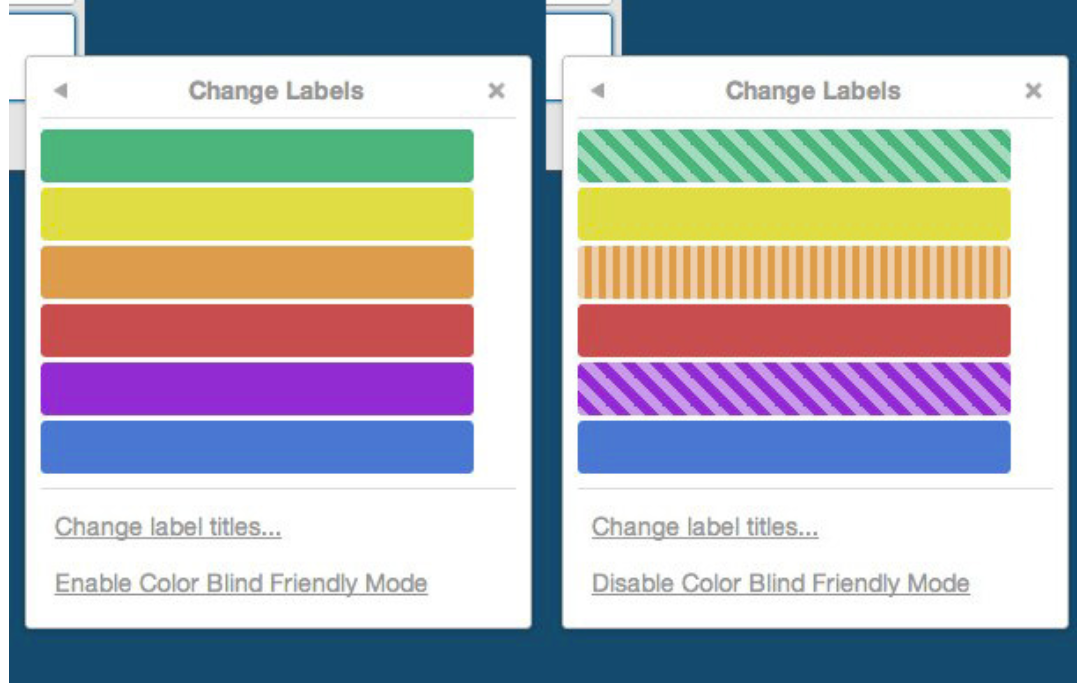 Change Labels
Change label titles...
Enable Color Blind Friendly Mode
Change Labels
Change label titles...
Disable Color Blind Friendly Mode